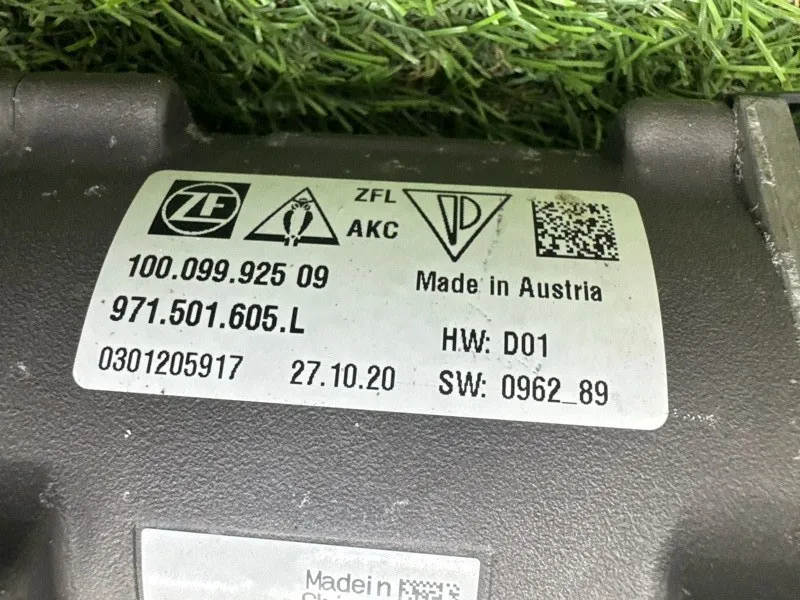 ZF
ZFL
AKC
100.099.925 09
Made in Austria
971.501.605.L
HW: D01
0301205917 27.10.20
SW: 0962_89
Made in